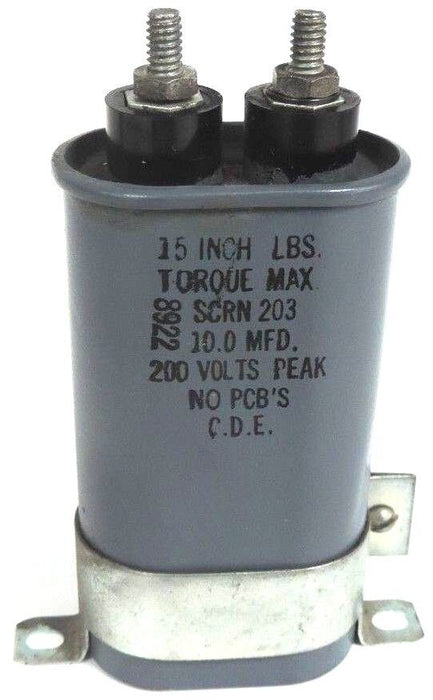 15 INCH LBS.
TORQUE MAX
SCRN 203
8922
10.0 MFD.
200 VOLTS PEAK
NO PCB'S
C.D.E.